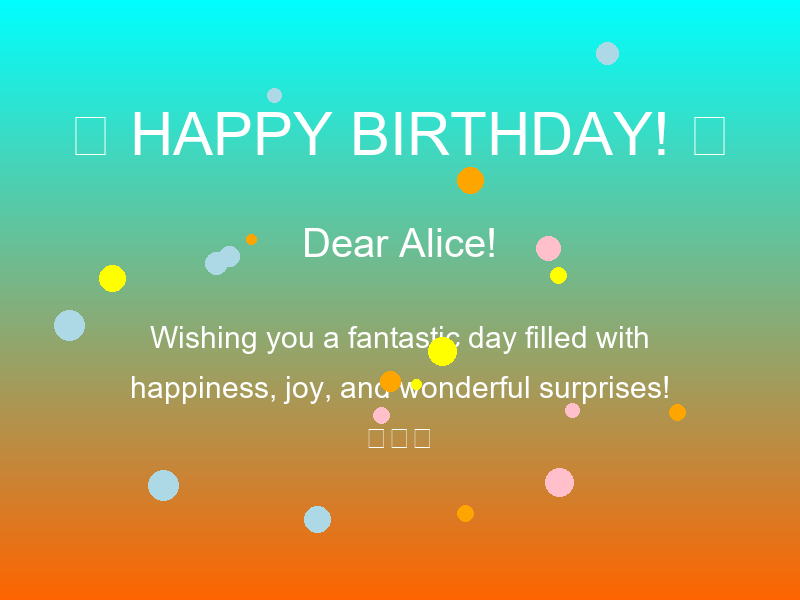 HAPPY BIRTHDAY!
Dear Alice!
Wishing you a fantastic day filled with
happiness, joy, and wonderful surprises!